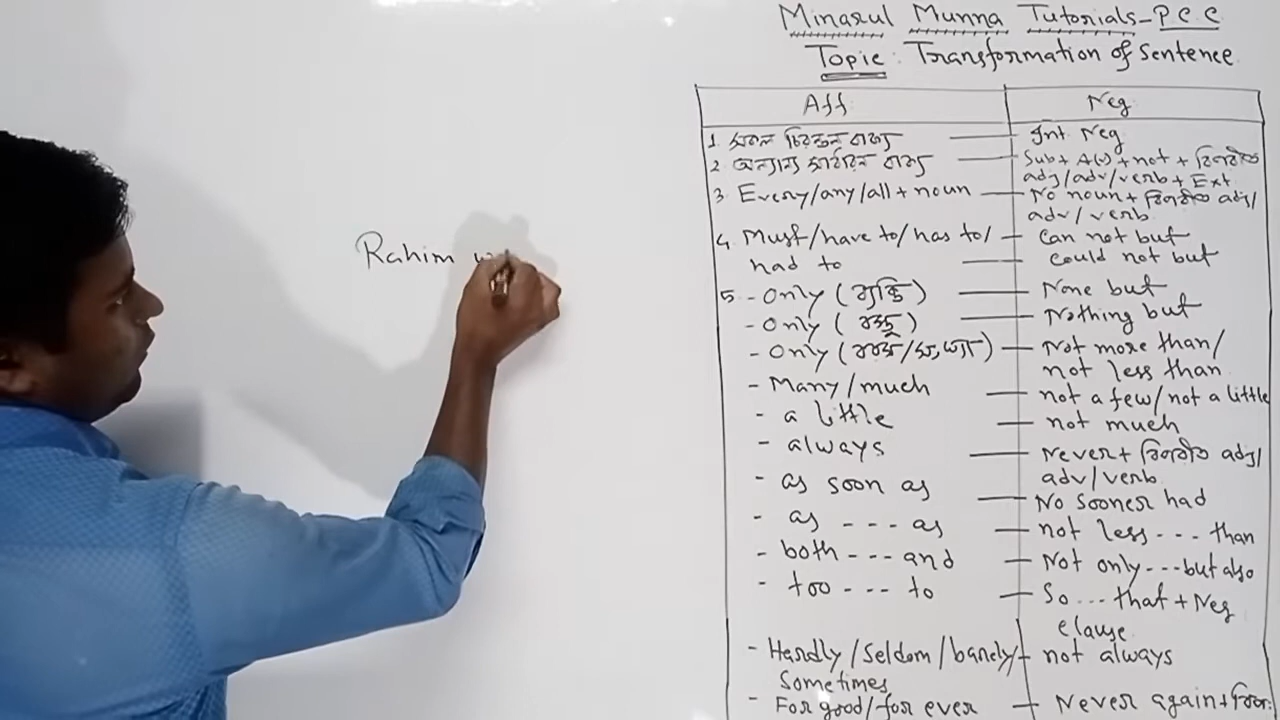 Minarul Munna Tutorials-PCC
Topic: Transformation of Sentence
Aff
Neg
1. সকল চিরন্তন বাক্য
Int Neg
2. অন্যান্য সাধারন বাক্য
Sub + A(v) + not + বিপরীত
adj/adv/verb + Ext.
3. Every/any/all + noun
No noun + বিপরীত adj/
adv/verb
4. Must/have to/has to/
had to
Can not but
could not but
5. - Only (ব্যক্তি)
None but
- Only (বস্তু)
Nothing but
- Only (বয়স/সংখ্যা)
Not more than/
not less than
- Many/much
not a few/not a little
- a little
not much
- always
Never + বিপরীত adj/
adv/verb
- as soon as
No sooner had
- as --- as
not less --- than
- both --- and
Not only ---but also
- too --- to
So ... that + Neg
clause
- Hardly/Seldom/barely/
Sometimes
not always
- For good/for ever
Never again +
Rahim